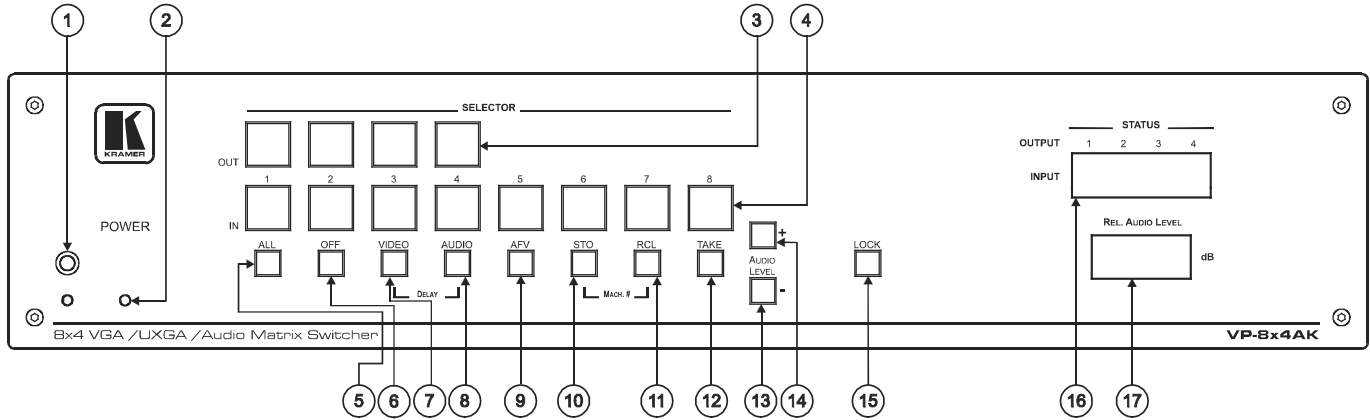 1 2 3 4
SELECTOR
STATUS
OUTPUT 1 2 3 4
K
KRAMER
OUT
INPUT
1 2 3 4 5 6 7 8
POWER
IN
REL. AUDIO LEVEL
ALL OFF VIDEO AUDIO AFV STO RCL TAKE + LOCK
AUDIO
LEVEL
dB
DELAY MACH. # -
8x4 VGA /UXGA /Audio Matrix Switcher VP-8x4AK
5 6 7 8 9 10 11 12 13 14 15 16 17